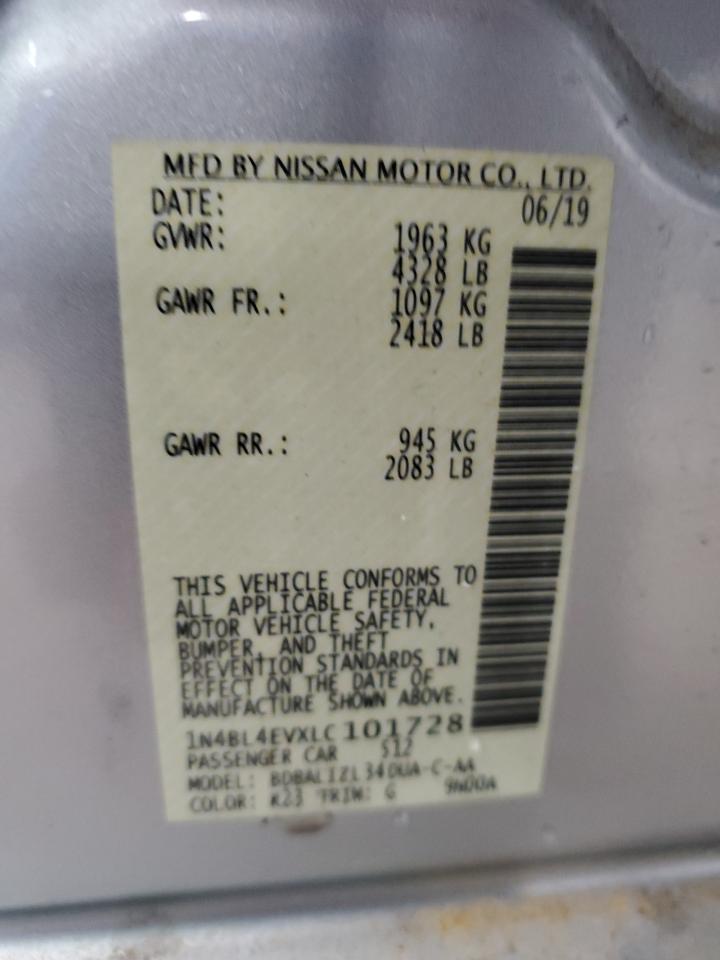 MFD BY NISSAN MOTOR CO., LTD.
DATE: 06/19
GVWR: 1963 KG
4328 LB
GAWR FR.: 1097 KG
2418 LB
GAWR RR.: 945 KG
2083 LB
THIS VEHICLE CONFORMS TO
ALL APPLICABLE FEDERAL
MOTOR VEHICLE SAFETY,
BUMPER, AND THEFT
PREVENTION STANDARDS IN
EFFECT ON THE DATE OF
MANUFACTURE SHOWN ABOVE.
1N4BL4EVXLC101728
PASSENGER CAR S12
MODEL:
COLOR: K23 TRIM: G